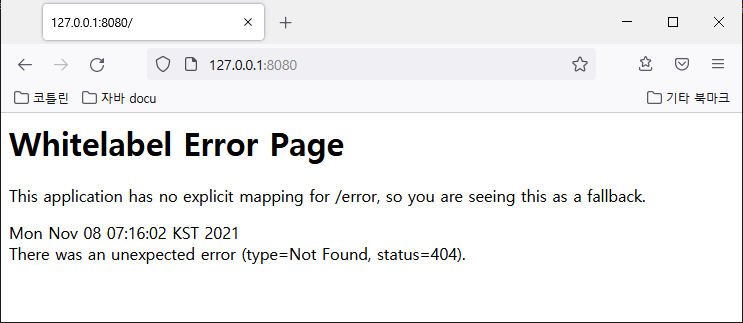 127.0.0.1:8080/
127.0.0.1:8080
코틀린 자바 docu 기타 북마크
Whitelabel Error Page
This application has no explicit mapping for /error, so you are seeing this as a fallback.
Mon Nov 08 07:16:02 KST 2021
There was an unexpected error (type=Not Found, status=404).